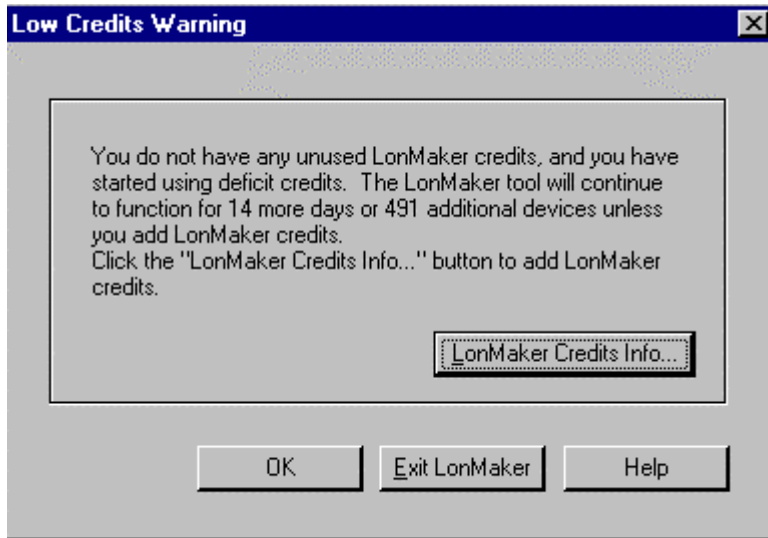 Low Credits Warning
You do not have any unused LonMaker credits, and you have
started using deficit credits.  The LonMaker tool will continue
to function for 14 more days or 491 additional devices unless
you add LonMaker credits.
Click the "LonMaker Credits Info..." button to add LonMaker
credits.
LonMaker Credits Info...
OK
Exit LonMaker
Help